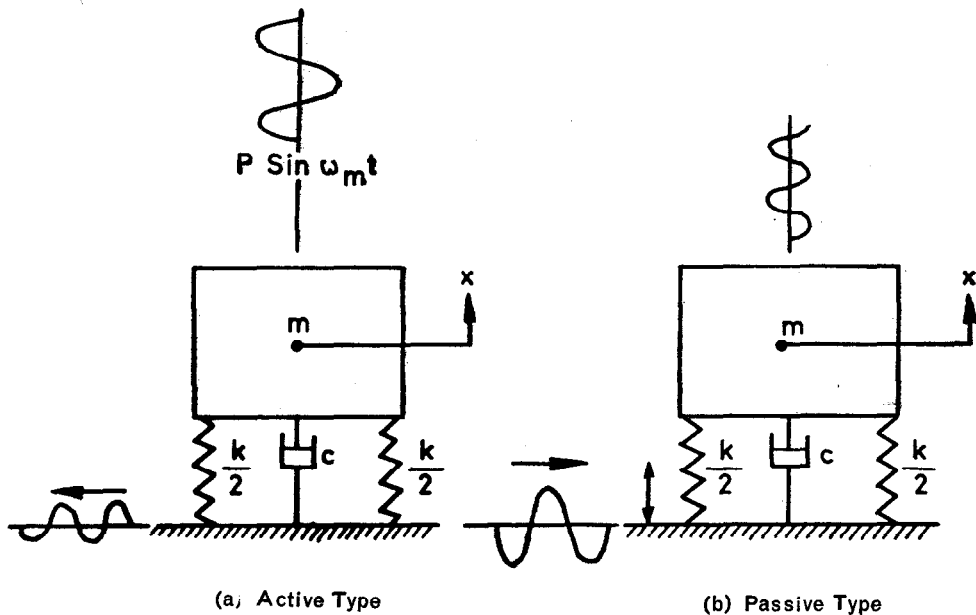 P Sin ωₘt
x
x
m
m
k/2
c
k/2
k/2
c
k/2
(a) Active Type
(b) Passive Type